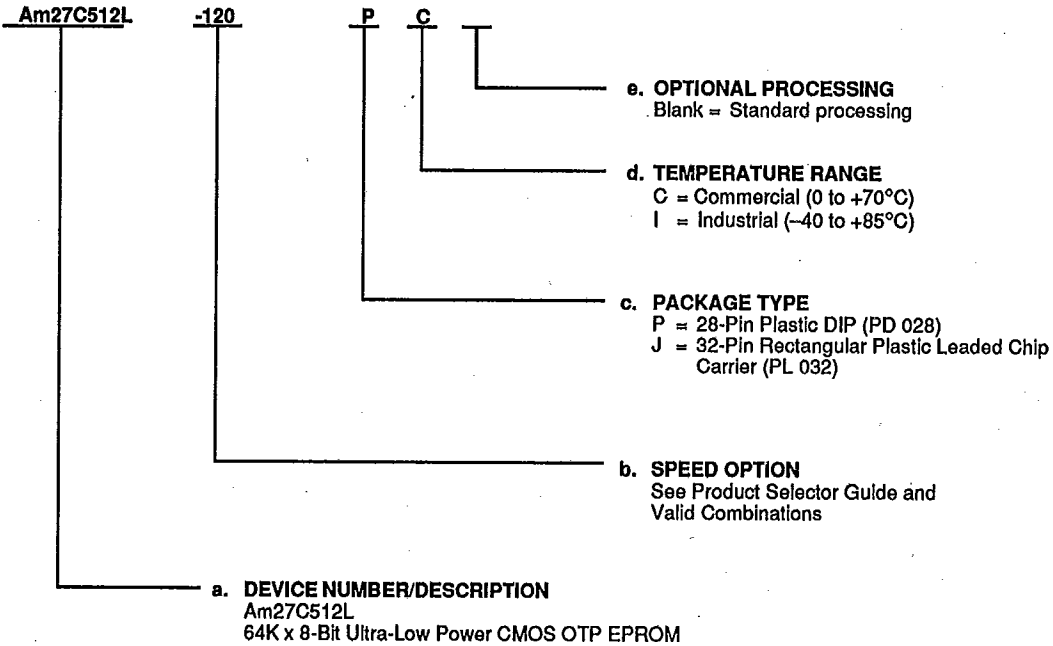 Am27C512L -120 P C
e. OPTIONAL PROCESSING
Blank = Standard processing
d. TEMPERATURE RANGE
C = Commercial (0 to +70°C)
I = Industrial (–40 to +85°C)
c. PACKAGE TYPE
P = 28-Pin Plastic DIP (PD 028)
J = 32-Pin Rectangular Plastic Leaded Chip
Carrier (PL 032)
b. SPEED OPTION
See Product Selector Guide and
Valid Combinations
a. DEVICE NUMBER/DESCRIPTION
Am27C512L
64K x 8-Bit Ultra-Low Power CMOS OTP EPROM